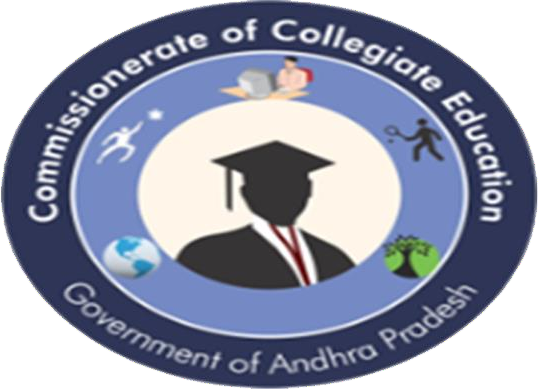 Commissionerate of Collegiate Education
Government of Andhra Pradesh